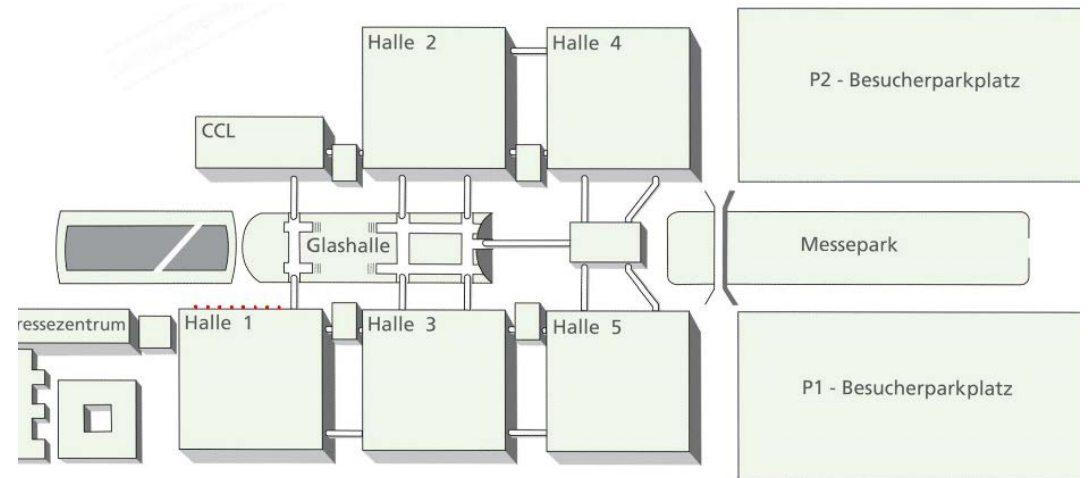 Halle 2
Halle 4
P2 - Besucherparkplatz
CCL
Glashalle
Messepark
ressezentrum
Halle 1
Halle 3
Halle 5
P1 - Besucherparkplatz